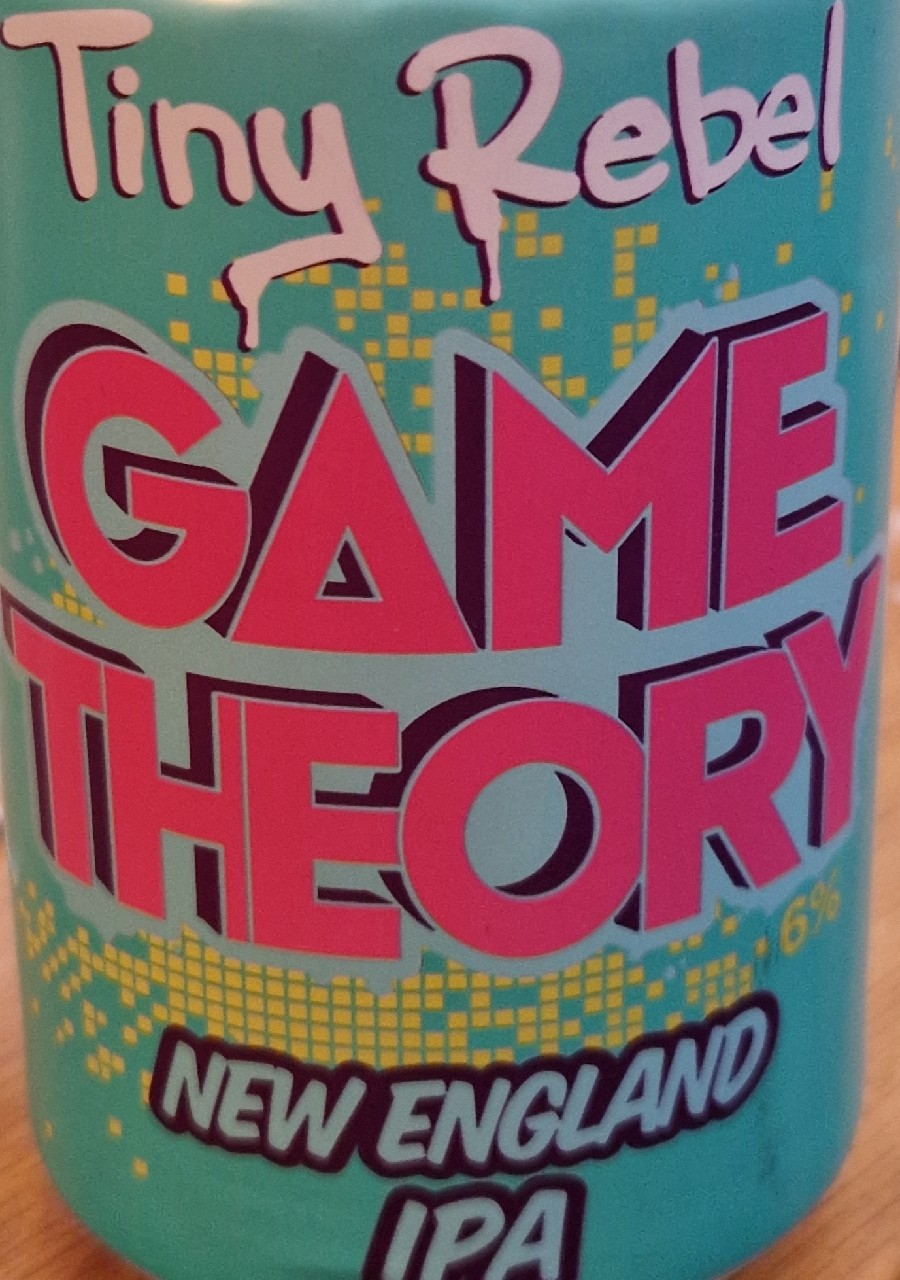 Tiny Rebel
GAME
THEORY
6%
NEW ENGLAND
IPA